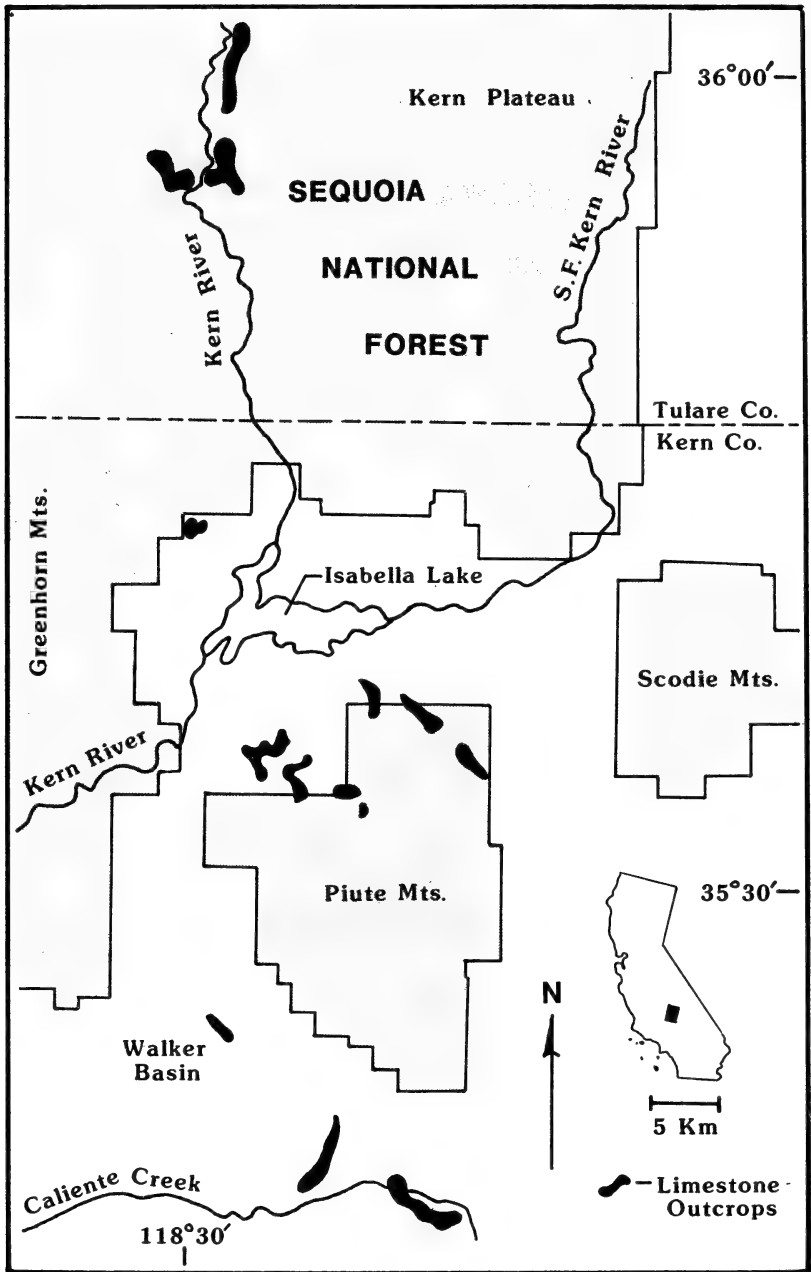 36°00′
Kern Plateau
SEQUOIA
NATIONAL
FOREST
S.F. Kern River
Kern River
Tulare Co.
Kern Co.
Greenhorn Mts.
Isabella Lake
Scodie Mts.
Kern River
Piute Mts.
35°30′
N
Walker
Basin
5 Km
Caliente Creek
Limestone
Outcrops
118°30′